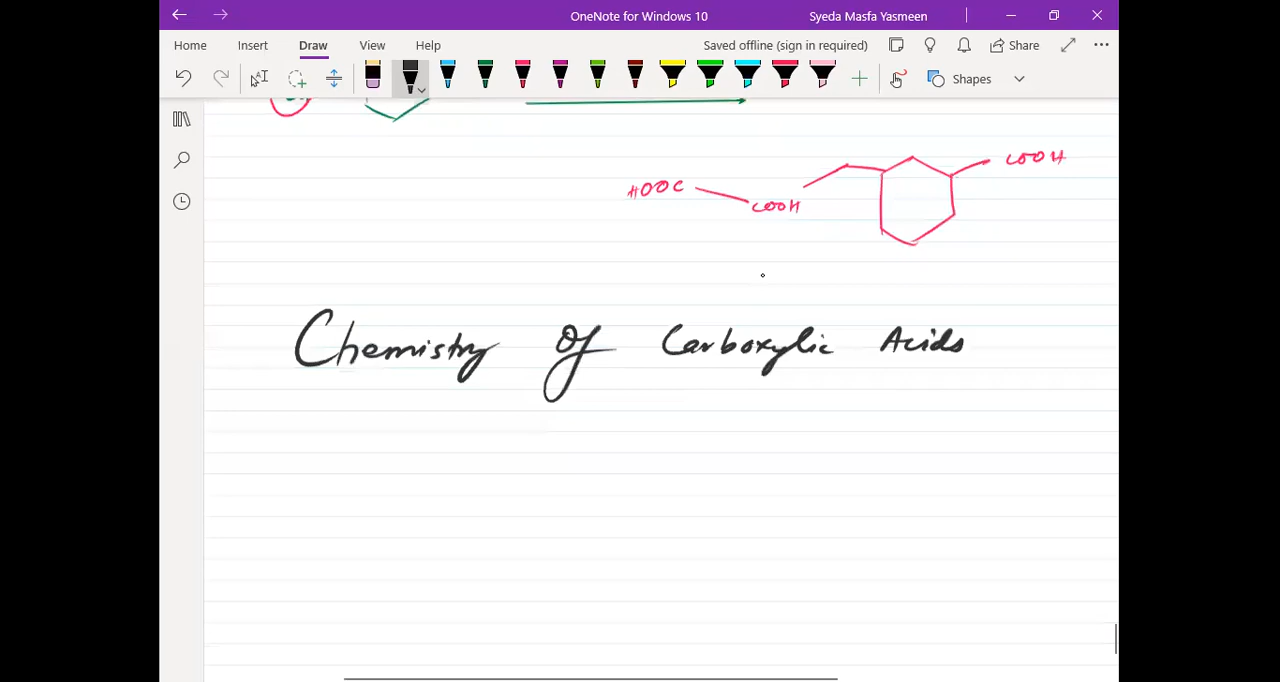 OneNote for Windows 10 Syeda Masfa Yasmeen
Home Insert Draw View Help Saved offline (sign in required) Share
Shapes
COOH
HOOC COOH
Chemistry Of Carboxylic Acids